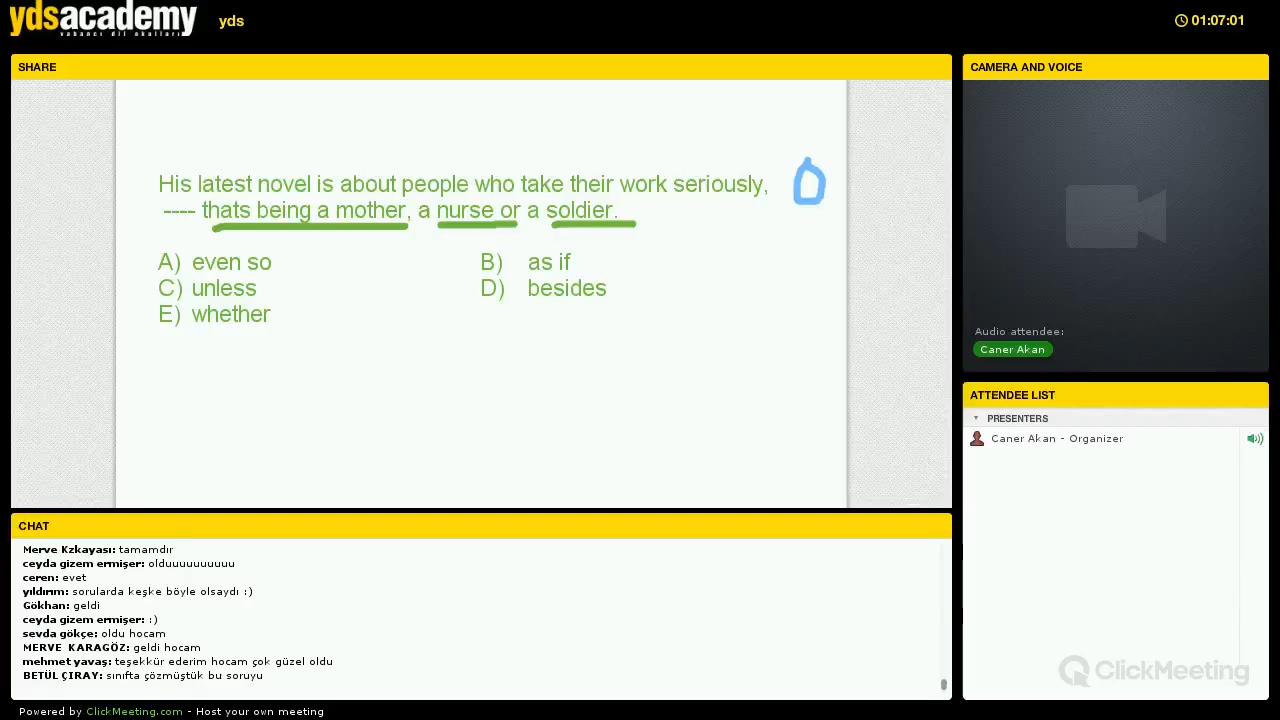 ydsacademy
yabancı dil okulları
yds
01:07:01
SHARE
His latest novel is about people who take their work seriously,
---- thats being a mother, a nurse or a soldier.
A) even so
B) as if
C) unless
D) besides
E) whether
CAMERA AND VOICE
Audio attendee:
Caner Akan
ATTENDEE LIST
PRESENTERS
Caner Akan - Organizer
CHAT
Merve Kzkayası: tamamdır
ceyda gizem ermişer: olduuuuuuuuuu
ceren: evet
yıldırım: sorularda keşke böyle olsaydı :)
Gökhan: geldi
ceyda gizem ermişer: :)
sevda gökçe: oldu hocam
MERVE KARAGÖZ: geldi hocam
mehmet yavaş: teşekkür ederim hocam çok güzel oldu
BETÜL ÇIRAY: sınıfta çözmüştük bu soruyu
ClickMeeting
Powered by ClickMeeting.com - Host your own meeting